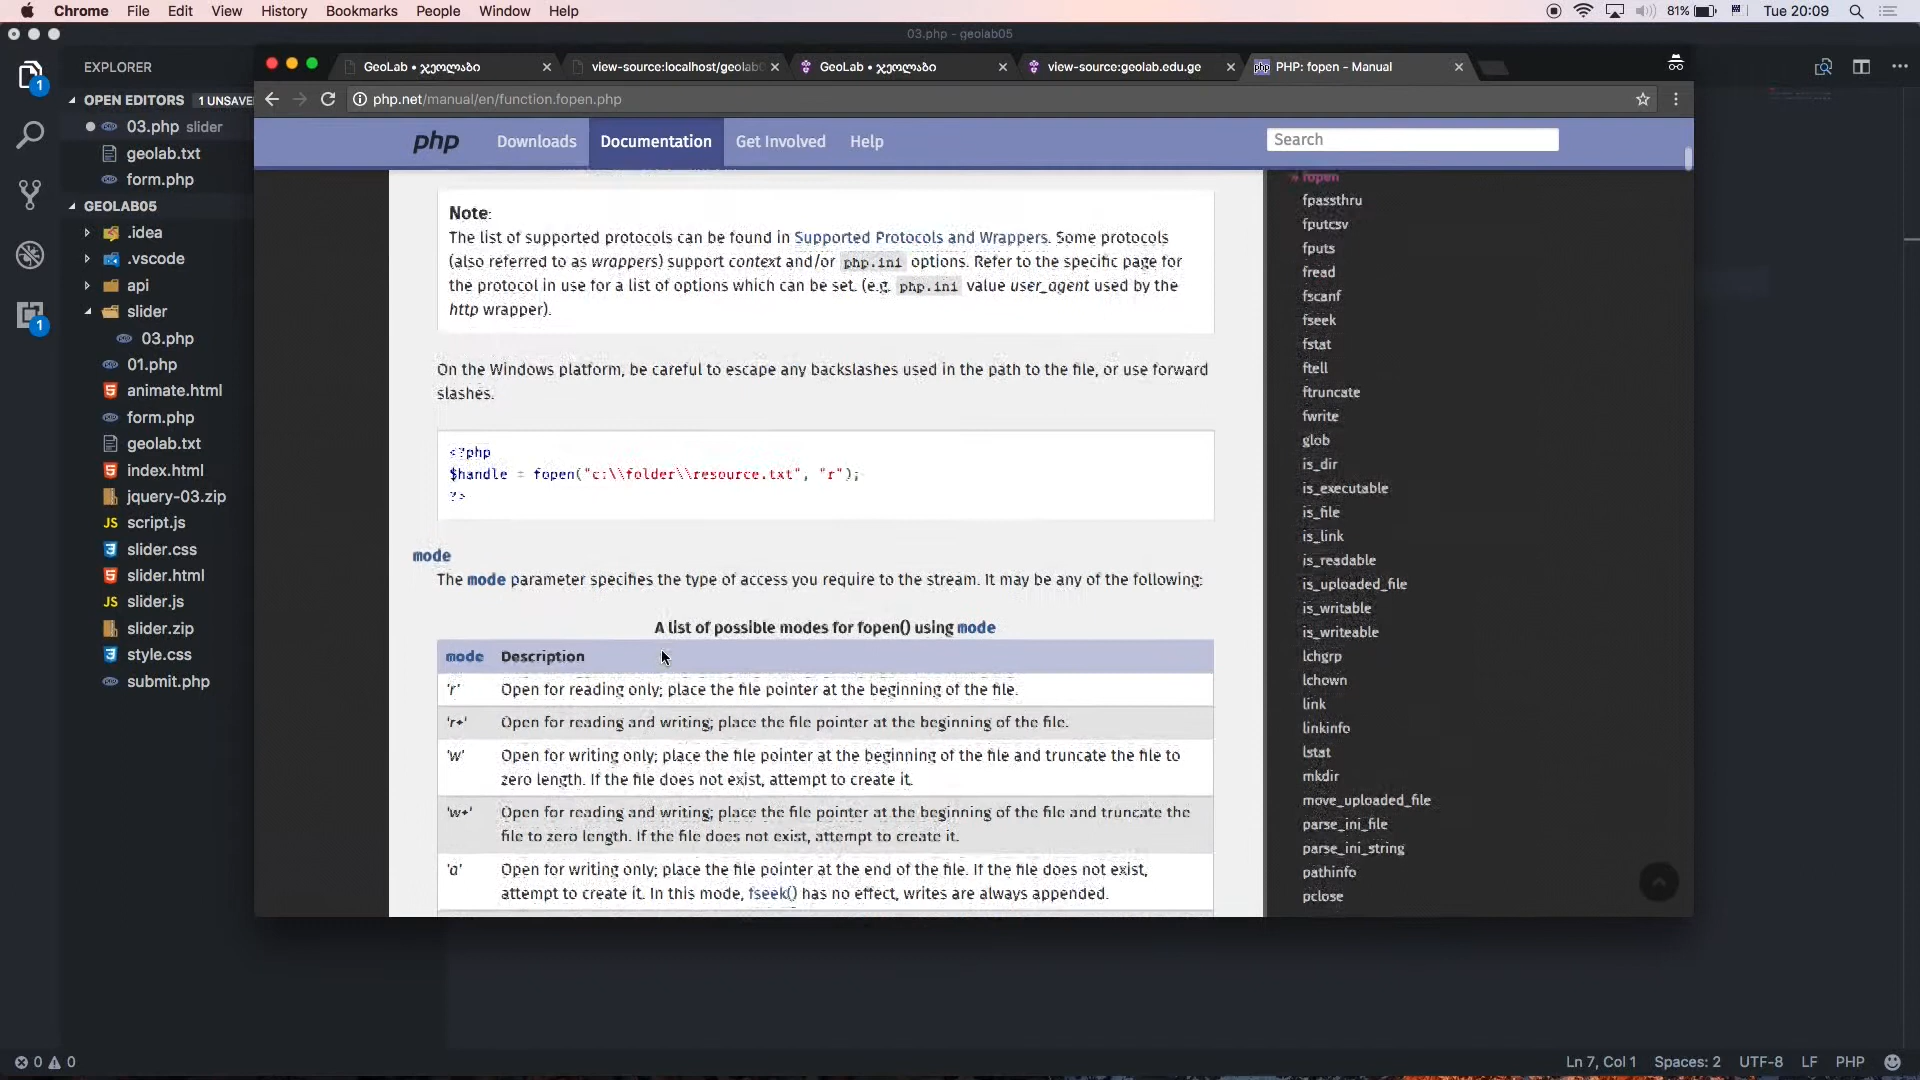 Chrome File Edit View History Bookmarks People Window Help 81% Tue 20:09
03.php - geolab05
EXPLORER
OPEN EDITORS 1 UNSAVE
03.php slider
geolab.txt
form.php
GEOLAB05
.idea
.vscode
api
slider
03.php
01.php
animate.html
form.php
geolab.txt
index.html
jquery-03.zip
script.js
slider.css
slider.html
slider.js
slider.zip
style.css
submit.php
GeoLab • ჯეოლაბი view-source:localhost/geolab GeoLab • ჯეოლაბი view-source:geolab.edu.ge PHP: fopen - Manual
php.net/manual/en/function.fopen.php
php Downloads Documentation Get Involved Help Search
Note:
The list of supported protocols can be found in Supported Protocols and Wrappers. Some protocols
(also referred to as wrappers) support context and/or php.ini options. Refer to the specific page for
the protocol in use for a list of options which can be set. (e.g. php.ini value user_agent used by the
http wrapper).
On the Windows platform, be careful to escape any backslashes used in the path to the file, or use forward
slashes.
<?php
$handle = fopen("c:\\folder\\resource.txt", "r");
?>
mode
The mode parameter specifies the type of access you require to the stream. It may be any of the following:
A list of possible modes for fopen() using mode
mode Description
'r' Open for reading only; place the file pointer at the beginning of the file.
'r+' Open for reading and writing; place the file pointer at the beginning of the file.
'w' Open for writing only; place the file pointer at the beginning of the file and truncate the file to
zero length. If the file does not exist, attempt to create it.
'w+' Open for reading and writing; place the file pointer at the beginning of the file and truncate the
file to zero length. If the file does not exist, attempt to create it.
'a' Open for writing only; place the file pointer at the end of the file. If the file does not exist,
attempt to create it. In this mode, fseek() has no effect, writes are always appended.
fopen
fpassthru
fputcsv
fputs
fread
fscanf
fseek
fstat
ftell
ftruncate
fwrite
glob
is_dir
is_executable
is_file
is_link
is_readable
is_uploaded_file
is_writable
is_writeable
lchgrp
lchown
link
linkinfo
lstat
mkdir
move_uploaded_file
parse_ini_file
parse_ini_string
pathinfo
pclose
0 0 Ln 7, Col 1 Spaces: 2 UTF-8 LF PHP